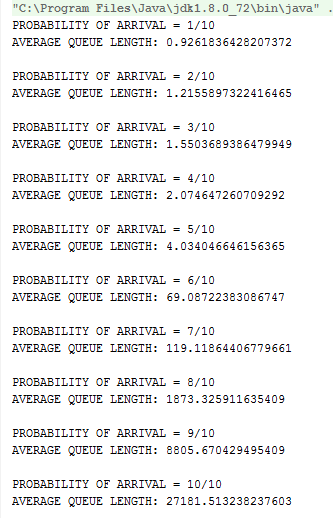 "C:\Program Files\Java\jdk1.8.0_72\bin\java" .
PROBABILITY OF ARRIVAL = 1/10
AVERAGE QUEUE LENGTH: 0.9261836428207372
PROBABILITY OF ARRIVAL = 2/10
AVERAGE QUEUE LENGTH: 1.2155897322416465
PROBABILITY OF ARRIVAL = 3/10
AVERAGE QUEUE LENGTH: 1.5503689386479949
PROBABILITY OF ARRIVAL = 4/10
AVERAGE QUEUE LENGTH: 2.074647260709292
PROBABILITY OF ARRIVAL = 5/10
AVERAGE QUEUE LENGTH: 4.034046646156365
PROBABILITY OF ARRIVAL = 6/10
AVERAGE QUEUE LENGTH: 69.08722383086747
PROBABILITY OF ARRIVAL = 7/10
AVERAGE QUEUE LENGTH: 119.11864406779661
PROBABILITY OF ARRIVAL = 8/10
AVERAGE QUEUE LENGTH: 1873.325911635409
PROBABILITY OF ARRIVAL = 9/10
AVERAGE QUEUE LENGTH: 8805.670429495409
PROBABILITY OF ARRIVAL = 10/10
AVERAGE QUEUE LENGTH: 27181.513238237603